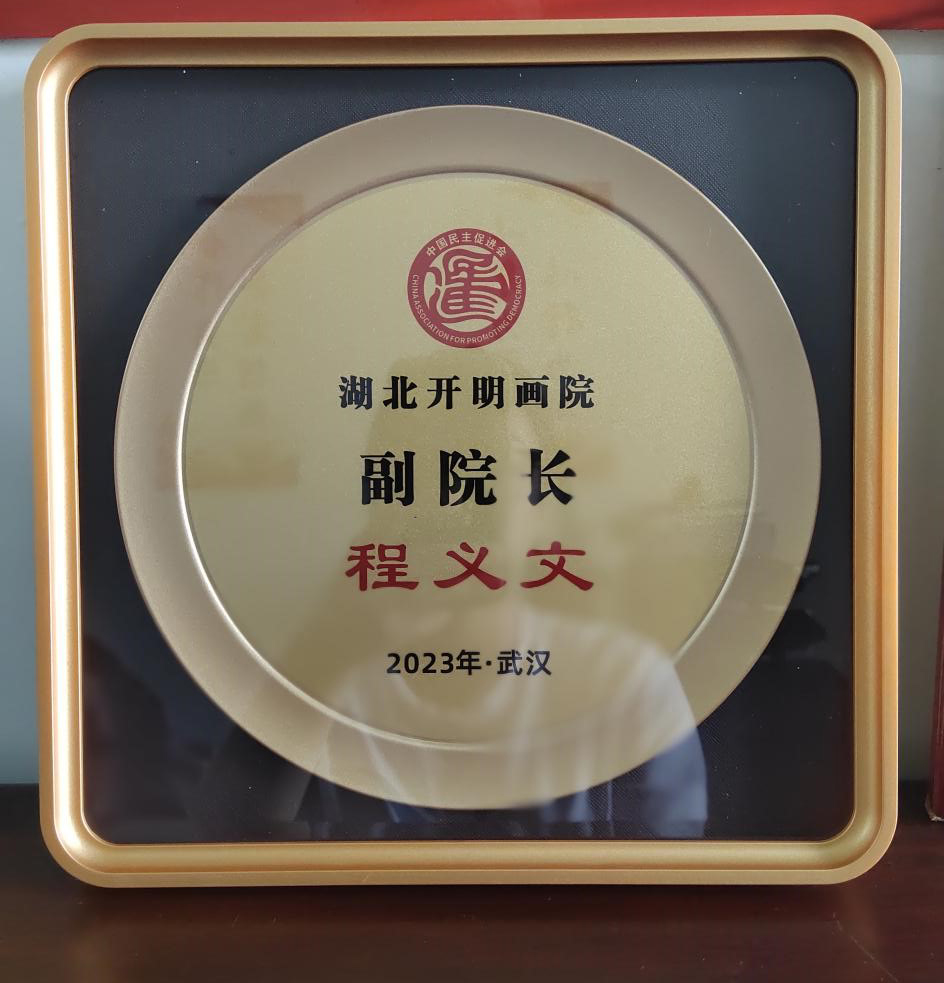 中国民主促进会
CHINA ASSOCIATION FOR PROMOTING DEMOCRACY
湖北开明画院
副院长
程义文
2023年·武汉